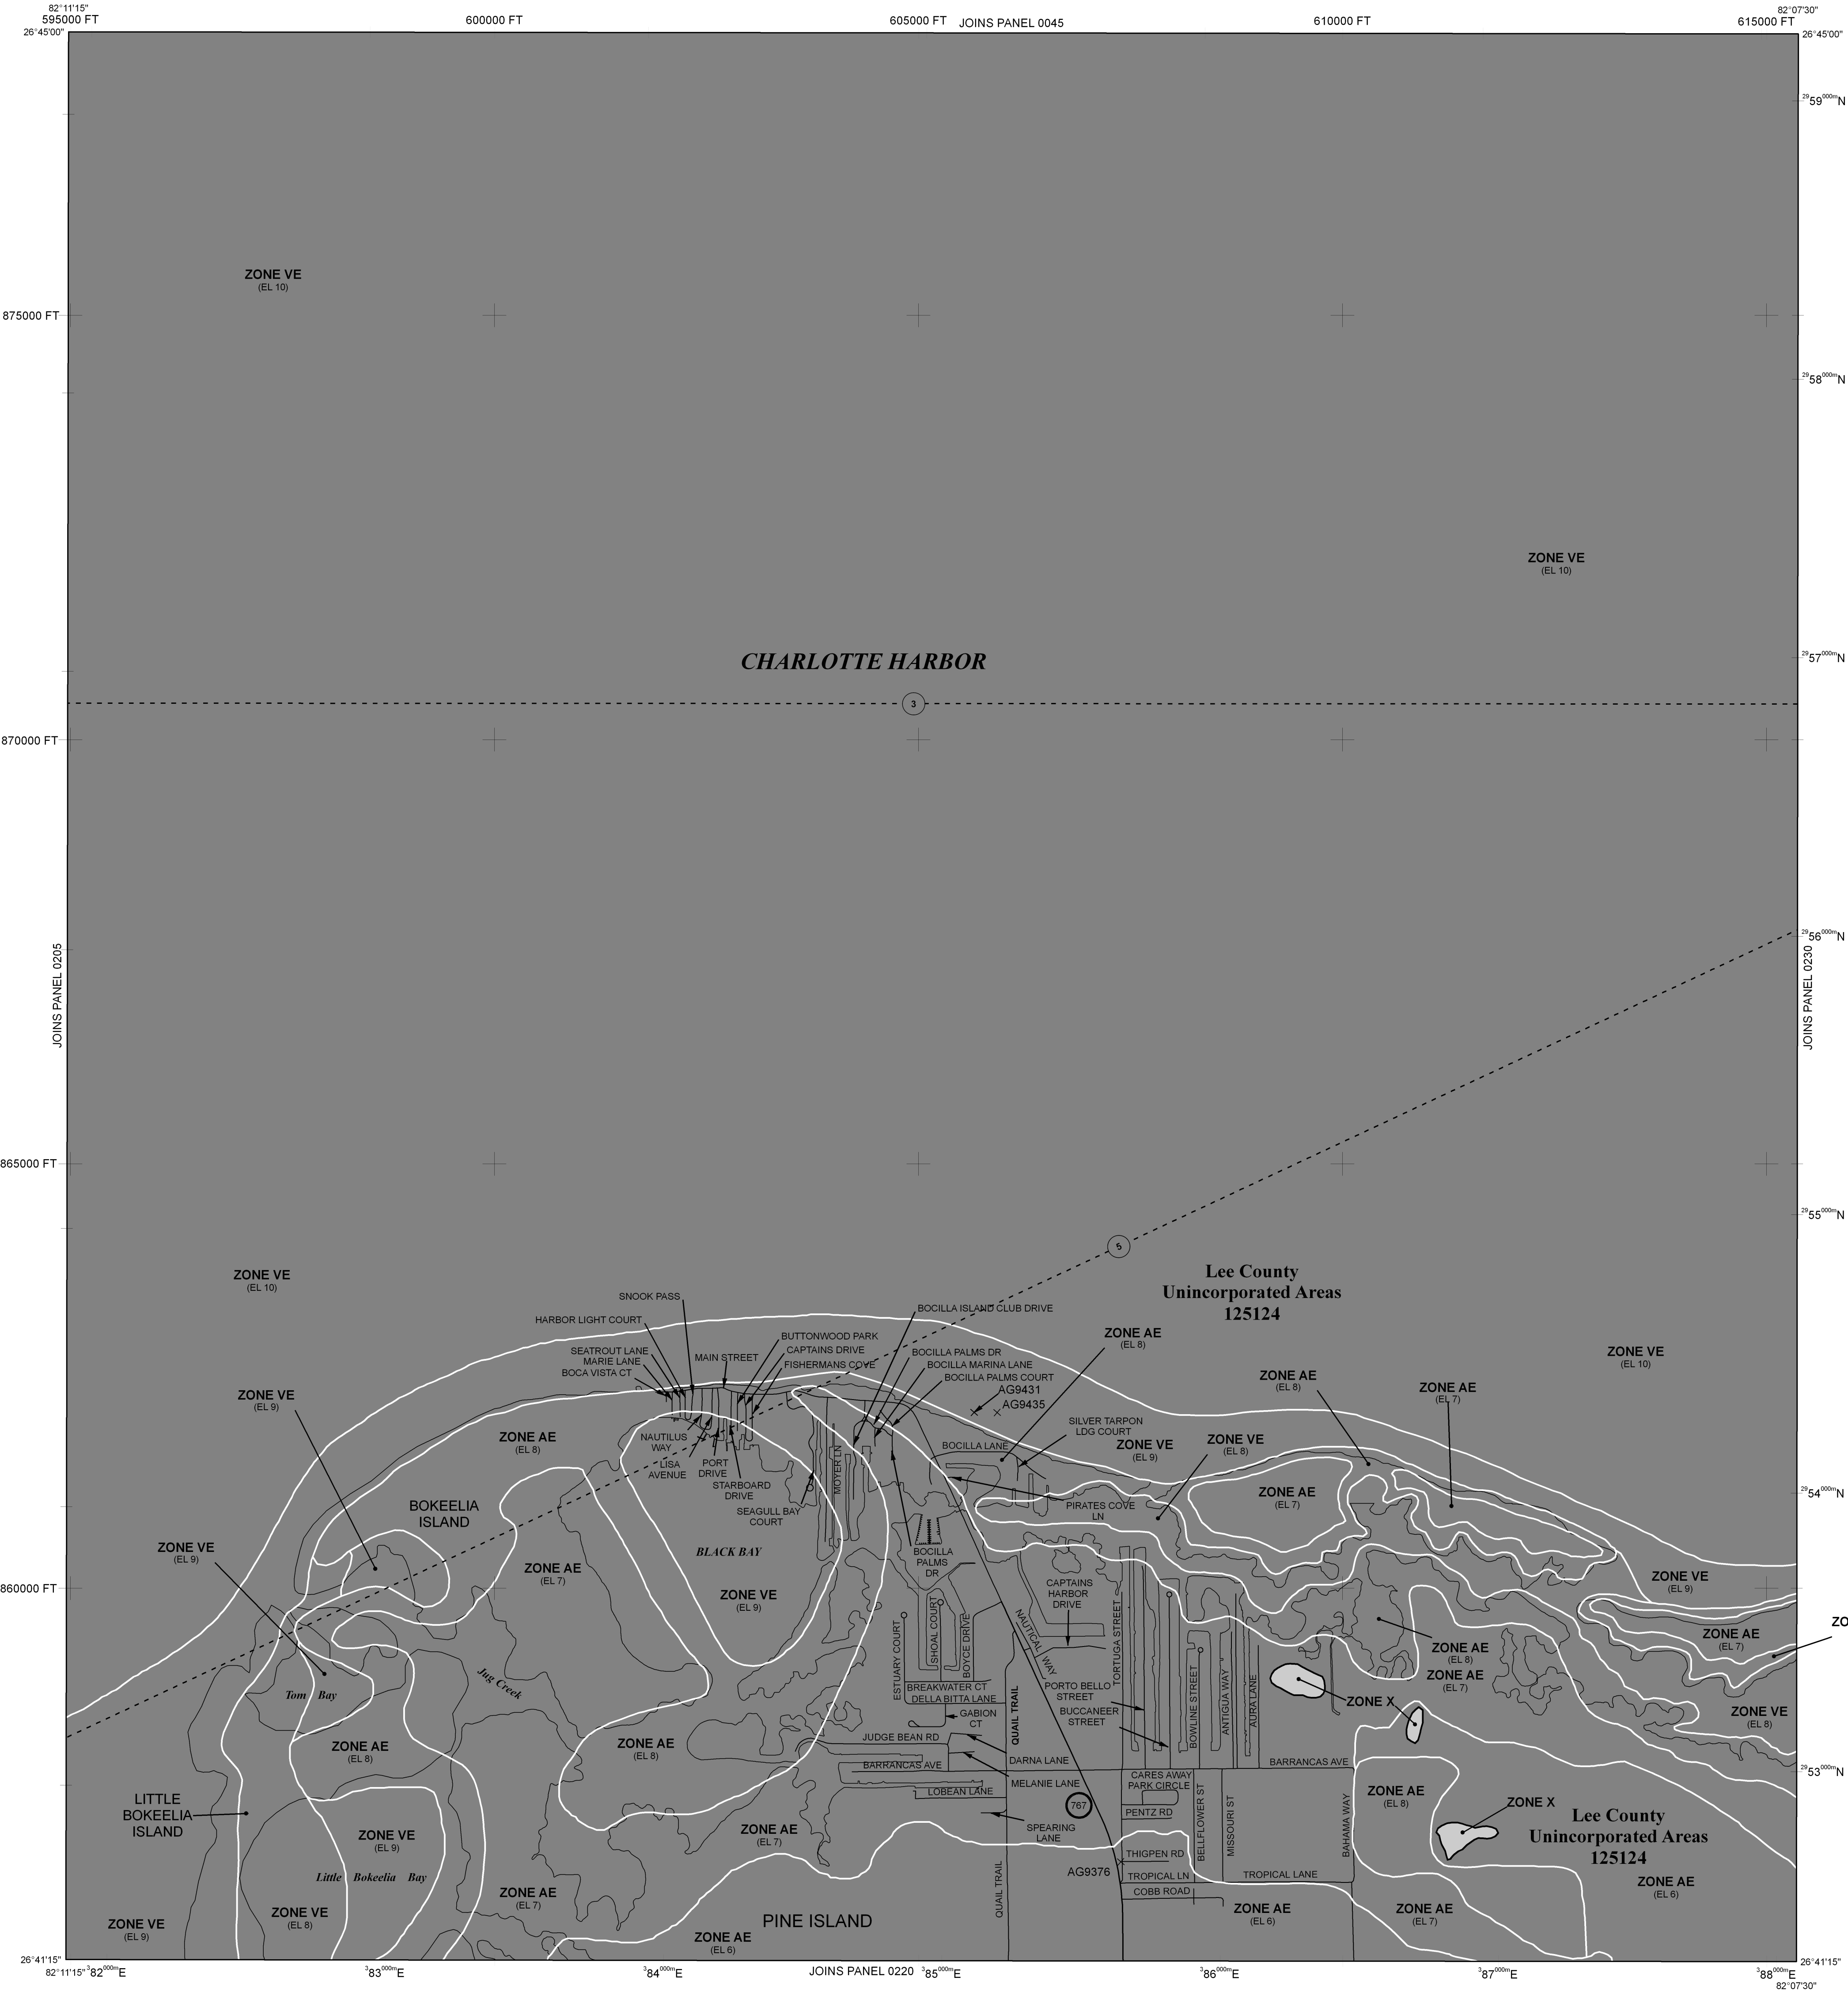 82°11'15"
82°07'30"
595000 FT
600000 FT
605000 FT
JOINS PANEL 0045
610000 FT
615000 FT
26°45'00"
26°45'00"
2959000mN
ZONE VE
(EL 10)
875000 FT
2958000mN
ZONE VE
(EL 10)
CHARLOTTE HARBOR
2957000mN
3
870000 FT
JOINS PANEL 0205
JOINS PANEL 0230
2956000mN
865000 FT
2955000mN
5
Lee County
Unincorporated Areas
125124
ZONE VE
(EL 10)
SNOOK PASS
HARBOR LIGHT COURT
SEATROUT LANE
MARIE LANE
BOCA VISTA CT
MAIN STREET
BUTTONWOOD PARK
CAPTAINS DRIVE
FISHERMANS COVE
BOCILLA ISLAND CLUB DRIVE
BOCILLA PALMS DR
BOCILLA MARINA LANE
BOCILLA PALMS COURT
AG9431
AG9435
ZONE AE
(EL 8)
ZONE VE
(EL 10)
ZONE AE
(EL 8)
ZONE AE
(EL 7)
ZONE VE
(EL 9)
ZONE AE
(EL 8)
NAUTILUS
WAY
LISA
AVENUE
PORT
DRIVE
STARBOARD
DRIVE
SEAGULL BAY
COURT
MOYER LN
BOCILLA LANE
SILVER TARPON
LDG COURT
ZONE VE
(EL 9)
ZONE VE
(EL 8)
ZONE AE
(EL 7)
2954000mN
PIRATES COVE
LN
BOKEELIA
ISLAND
ZONE VE
(EL 9)
BLACK BAY
BOCILLA
PALMS
DR
ZONE AE
(EL 7)
ZONE VE
(EL 9)
860000 FT
CAPTAINS
HARBOR
DRIVE
ZONE VE
(EL 9)
ESTUARY COURT
SHOAL COURT
BOYCE DRIVE
NAUTICAL WAY
TORTUGA STREET
ZO
ZONE AE
(EL 7)
ZONE AE
(EL 8)
ZONE AE
(EL 7)
Jug Creek
Tom Bay
BREAKWATER CT
DELLA BITTA LANE
GABION
CT
QUAIL TRAIL
PORTO BELLO
STREET
BUCCANEER
STREET
BOWLINE STREET
ANTIGUA WAY
AURA LANE
ZONE X
ZONE VE
(EL 8)
ZONE AE
(EL 8)
ZONE AE
(EL 8)
JUDGE BEAN RD
DARNA LANE
BARRANCAS AVE
BARRANCAS AVE
MELANIE LANE
CARES AWAY
PARK CIRCLE
2953000mN
LOBEAN LANE
767
PENTZ RD
SPEARING
LANE
BELLFLOWER ST
MISSOURI ST
BAHAMA WAY
ZONE AE
(EL 8)
ZONE X
Lee County
Unincorporated Areas
125124
LITTLE
BOKEELIA
ISLAND
ZONE VE
(EL 9)
ZONE AE
(EL 7)
THIGPEN RD
AG9376
TROPICAL LN
TROPICAL LANE
COBB ROAD
QUAIL TRAIL
Little Bokeelia Bay
ZONE AE
(EL 6)
ZONE AE
(EL 7)
ZONE VE
(EL 8)
ZONE VE
(EL 9)
PINE ISLAND
ZONE AE
(EL 6)
ZONE AE
(EL 7)
ZONE AE
(EL 6)
26°41'15"
26°41'15"
82°11'15"
382000mE
383000mE
384000mE
JOINS PANEL 0220
385000mE
386000mE
387000mE
388000mE
82°07'30"